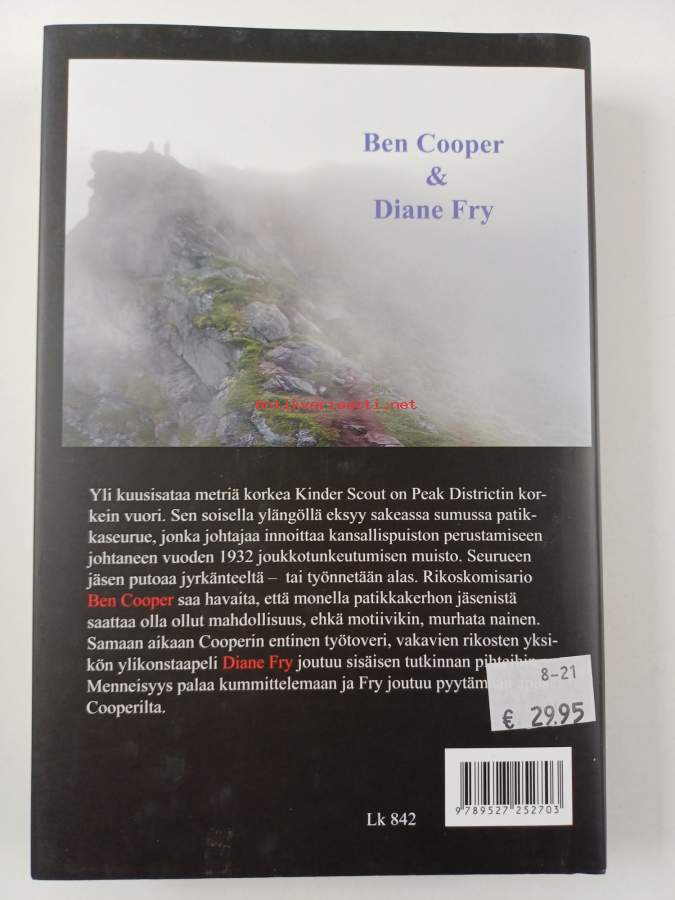 Ben Cooper
&
Diane Fry
antikvariaatti.net
Yli kuusisataa metriä korkea Kinder Scout on Peak Districtin kor-
kein vuori. Sen soisella ylängöllä eksyy sakeassa sumussa patik-
kaseurue, jonka johtajaa innoittaa kansallispuiston perustamiseen
johtaneen vuoden 1932 joukkotunkeutumisen muisto. Seurueen
jäsen putoaa jyrkänteeltä – tai työnnetään alas. Rikoskomisario
Ben Cooper saa havaita, että monella patikkakerhon jäsenistä
saattaa olla ollut mahdollisuus, ehkä motiivikin, murhata nainen.
Samaan aikaan Cooperin entinen työtoveri, vakavien rikosten yksi-
kön ylikonstaapeli Diane Fry joutuu sisäisen tutkinnan pihteihin.
Menneisyys palaa kummittelemaan ja Fry joutuu
Cooperilta.
8-21
€ 29.95
9 789527 252703
Lk 842